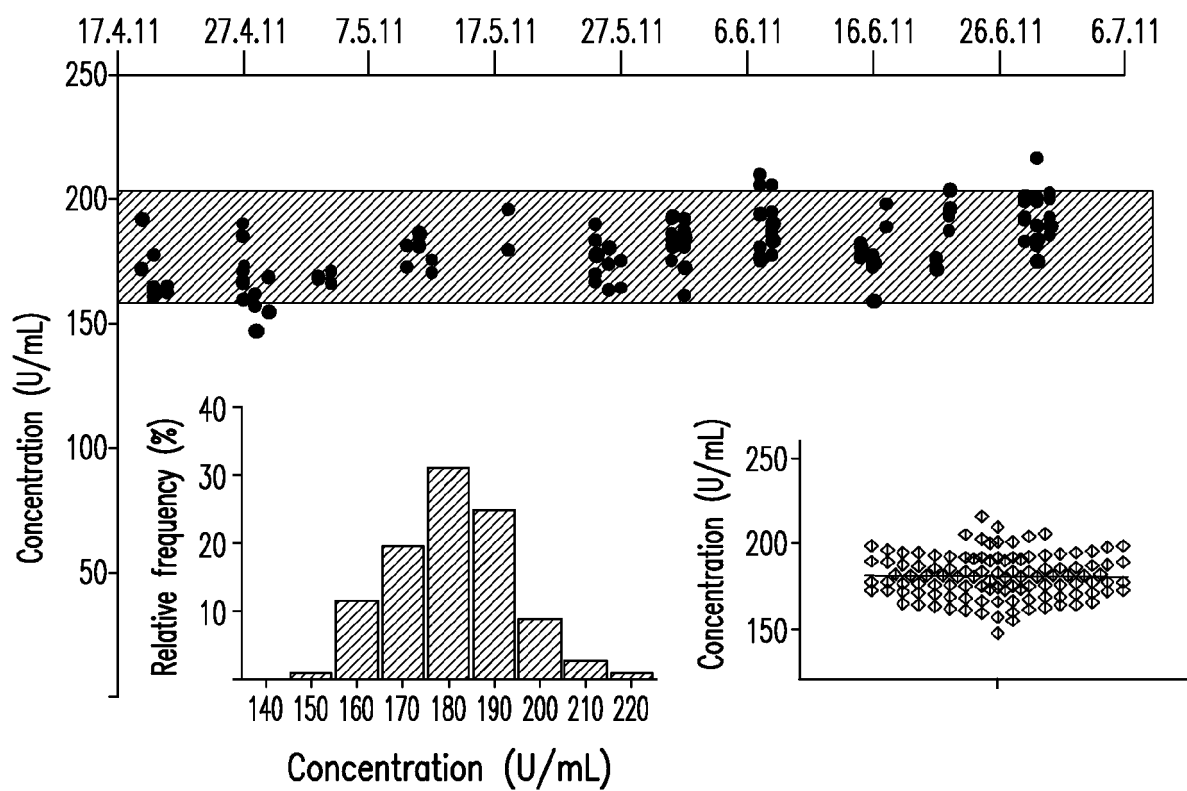 17.4.11 27.4.11 7.5.11 17.5.11 27.5.11 6.6.11 16.6.11 26.6.11 6.7.11
250
200
150
100
50
Concentration (U/mL)
40
30
20
10
Relative frequency (%)
140 150 160 170 180 190 200 210 220
Concentration (U/mL)
250
200
150
Concentration (U/mL)